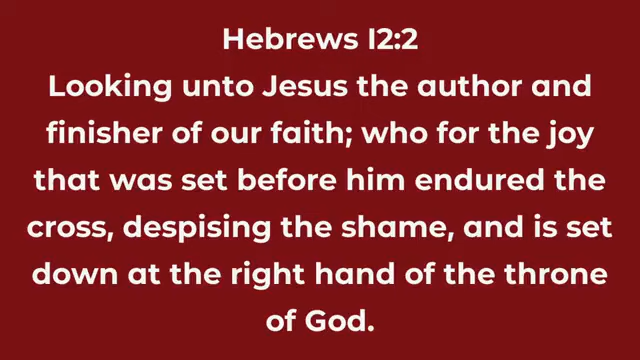 Hebrews 12:2
Looking unto Jesus the author and
finisher of our faith; who for the joy
that was set before him endured the
cross, despising the shame, and is set
down at the right hand of the throne
of God.